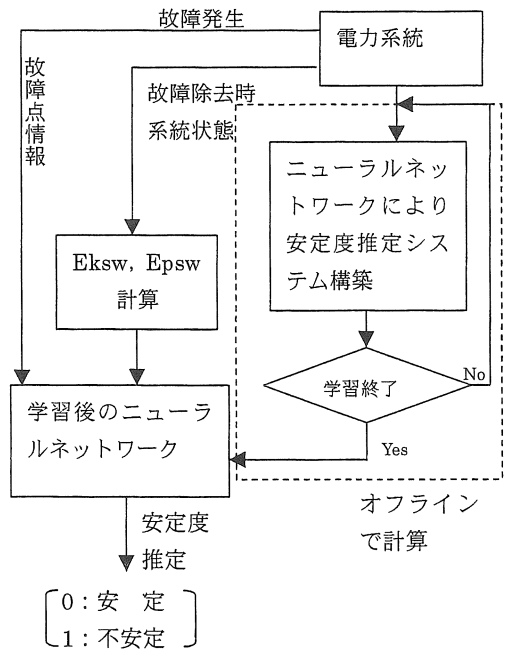 故障発生
電力系統
故障点情報
故障除去時
系統状態
ニューラルネッ
トワークにより
安定度推定シス
テム構築
Eksw, Epsw
計算
学習終了
No
Yes
学習後のニューラ
ルネットワーク
オフライン
で計算
安定度
推定
0：安　定
1：不安定